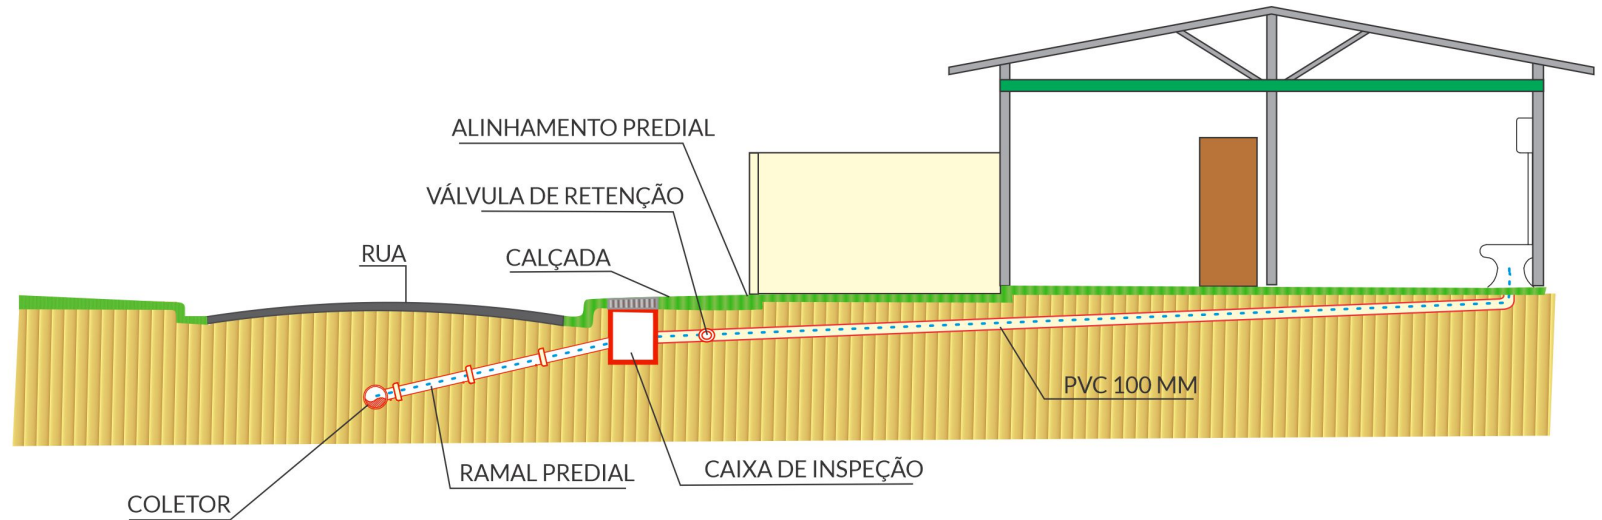 ALINHAMENTO PREDIAL
VÁLVULA DE RETENÇÃO
RUA
CALÇADA
PVC 100 MM
RAMAL PREDIAL
CAIXA DE INSPEÇÃO
COLETOR